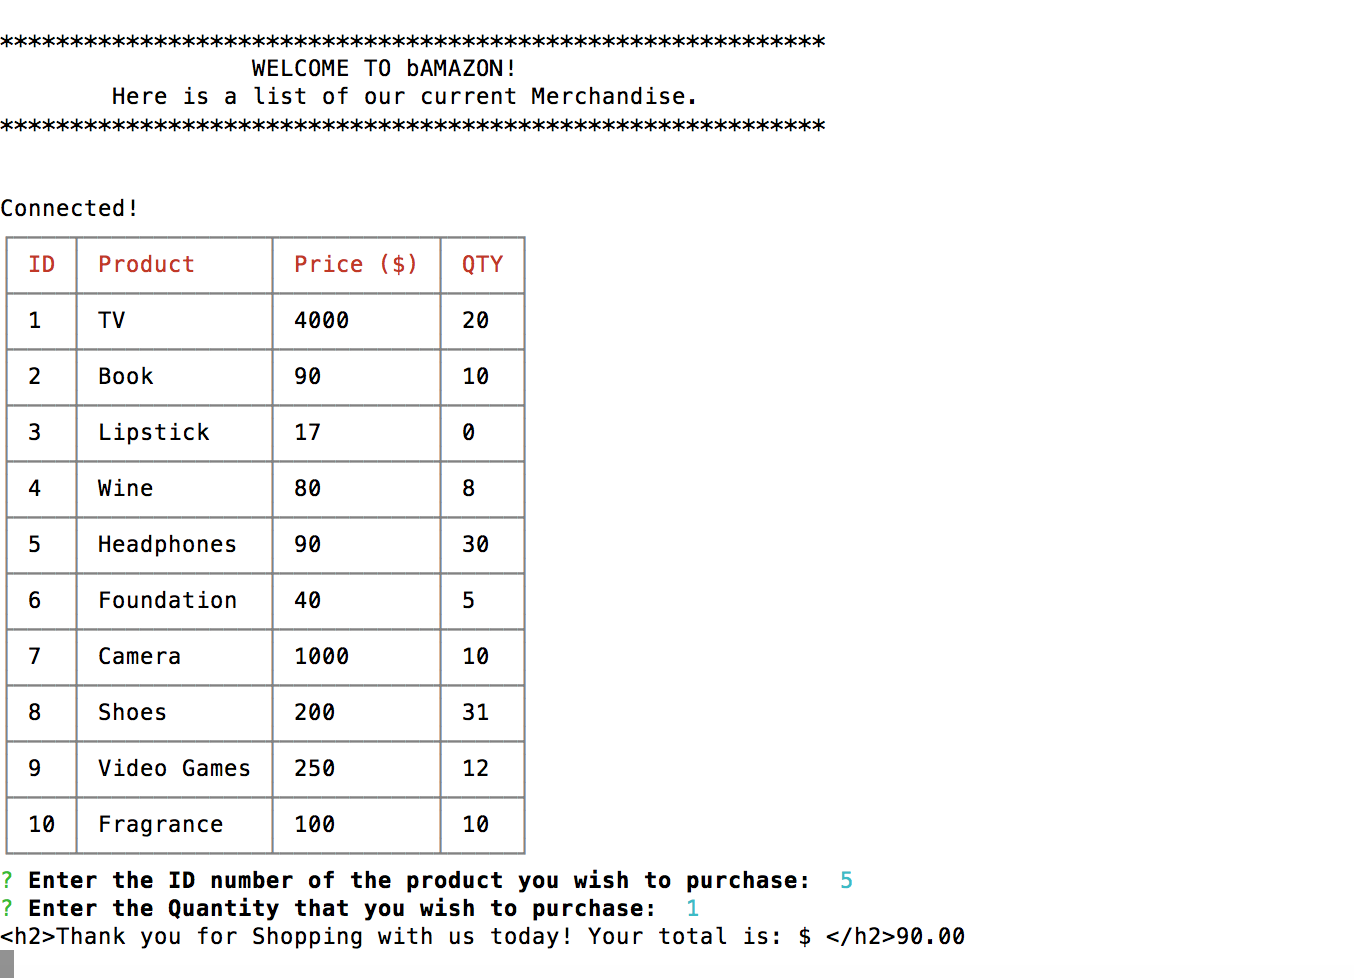 ***********************************************************
WELCOME TO bAMAZON!
Here is a list of our current Merchandise.
***********************************************************
Connected!
ID Product Price ($) QTY
1 TV 4000 20
2 Book 90 10
3 Lipstick 17 0
4 Wine 80 8
5 Headphones 90 30
6 Foundation 40 5
7 Camera 1000 10
8 Shoes 200 31
9 Video Games 250 12
10 Fragrance 100 10
? Enter the ID number of the product you wish to purchase: 5
? Enter the Quantity that you wish to purchase: 1
<h2>Thank you for Shopping with us today! Your total is: $ </h2>90.00